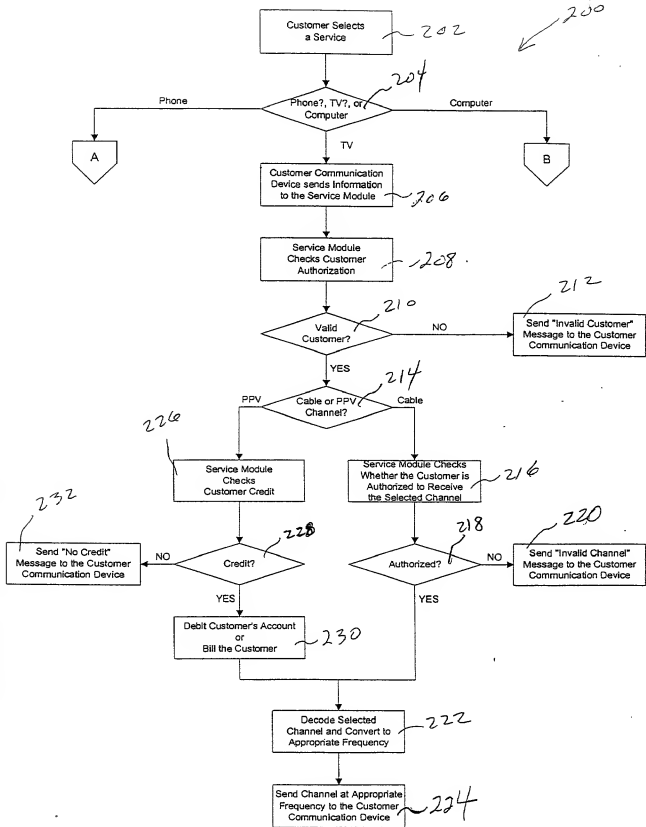 Customer Selects
a Service
202
200
204
Phone?, TV?, or
Computer
Phone
Computer
A
B
TV
Customer Communication
Device sends Information
to the Service Module
206
Service Module
Checks Customer
Authorization
208
210
212
Valid
Customer?
NO
Send "Invalid Customer"
Message to the Customer
Communication Device
YES
214
Cable or PPV
Channel?
PPV
Cable
226
Service Module
Checks
Customer Credit
Service Module Checks
Whether the Customer is
Authorized to Receive
the Selected Channel
216
232
228
218
220
Send "No Credit"
Message to the Customer
Communication Device
NO
Credit?
Authorized?
NO
Send "Invalid Channel"
Message to the Customer
Communication Device
YES
YES
Debit Customer's Account
or
Bill the Customer
230
Decode Selected
Channel and Convert to
Appropriate Frequency
222
Send Channel at Appropriate
Frequency to the Customer
Communication Device
224